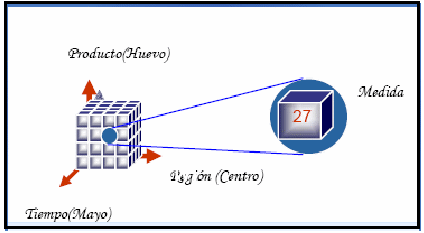 Producto(Huevo)
Medida
27
(Centro)
Tiempo(Mayo)